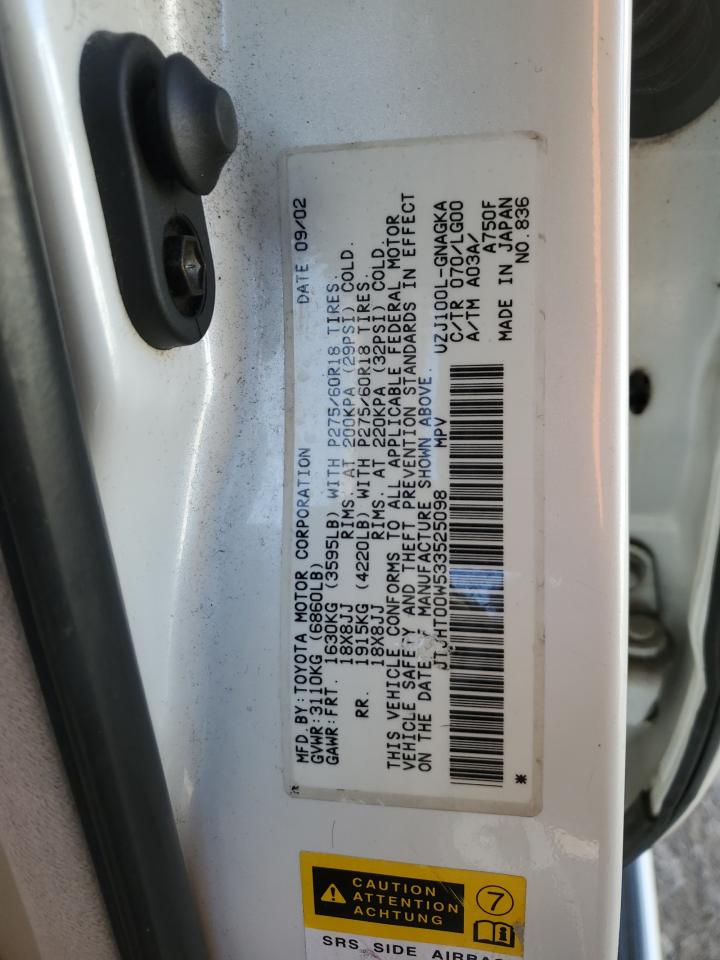 MFD. BY: TOYOTA MOTOR CORPORATION DATE 09/02
GVWR: 3110KG (6860LB)
GAWR: FRT. 1630KG (3595LB) WITH P275/60R18 TIRES.
18X8JJ RIMS. AT 200KPA (29PSI) COLD.
RR. 1915KG (4220LB) WITH P275/60R18 TIRES.
18X8JJ RIMS. AT 220KPA (32PSI) COLD.
THIS VEHICLE CONFORMS TO ALL APPLICABLE FEDERAL MOTOR
VEHICLE SAFETY AND THEFT PREVENTION STANDARDS IN EFFECT
ON THE DATE OF MANUFACTURE SHOWN ABOVE.
JTJHT00W533525098 MPV UZJ100L-GNAGKA
C/TR 070/LG00
A/TM A03A/ A750F
MADE IN JAPAN
* NO. 836
CAUTION
ATTENTION
ACHTUNG
7
SRS SIDE AIRBA